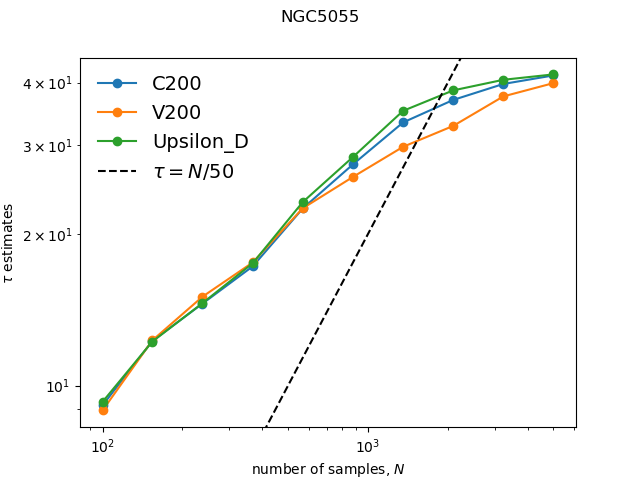 NGC5055
C200
V200
Upsilon_D
τ = N/50
4 × 10¹
3 × 10¹
2 × 10¹
10¹
τ estimates
10²
10³
number of samples, N